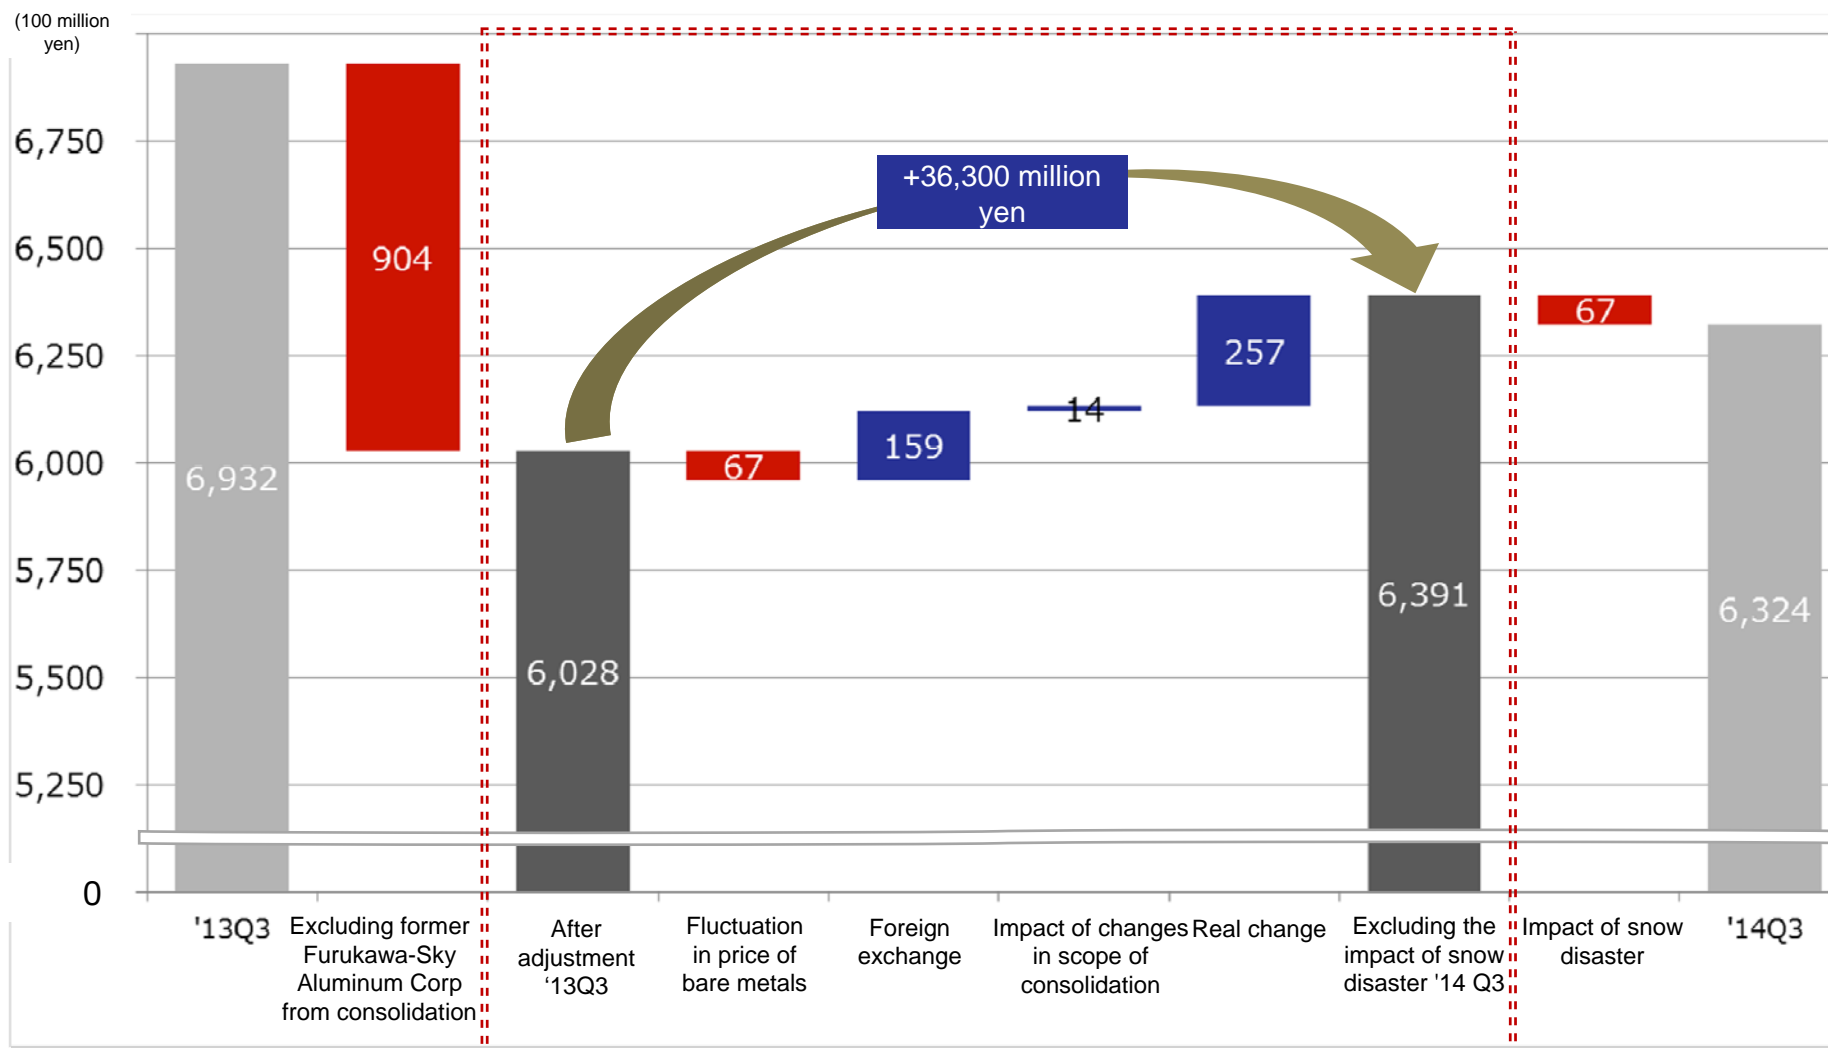 (100 million
yen)
6,750
6,500
6,250
6,000
5,750
5,500
5,250
0
6,932
904
6,028
67
159
14
257
6,391
67
6,324
+36,300 million
yen
'13Q3
Excluding former
Furukawa-Sky
Aluminum Corp
from consolidation
After
adjustment
‘13Q3
Fluctuation
in price of
bare metals
Foreign
exchange
Impact of changes
in scope of
consolidation
Real change
Excluding the
impact of snow
disaster '14 Q3
Impact of snow
disaster
'14Q3